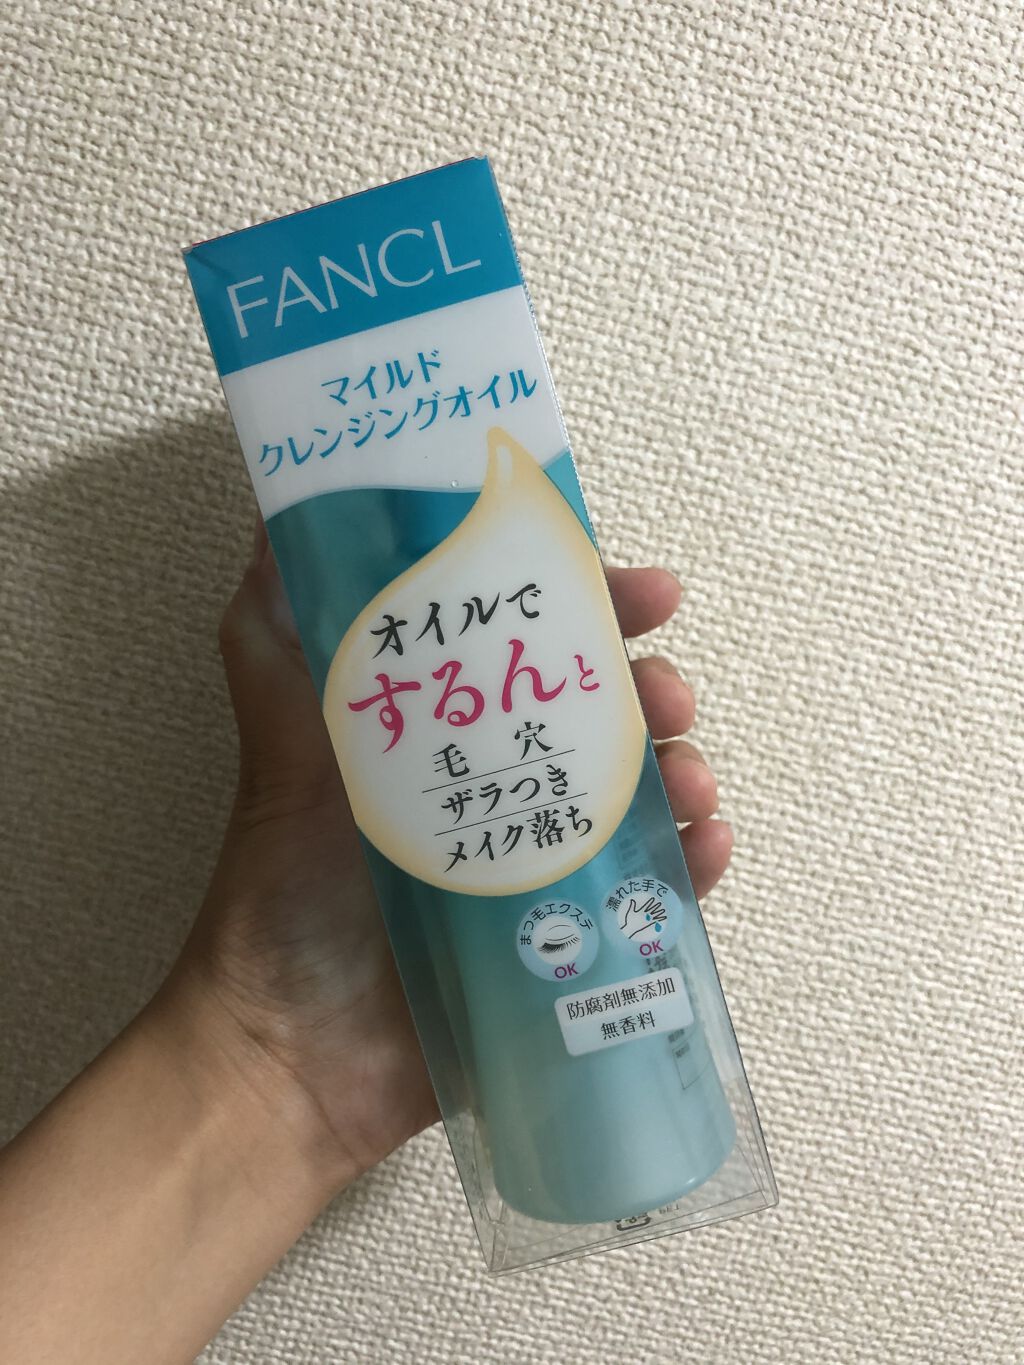 FANCL
マイルド
クレンジングオイル
オイルで
するんと
毛穴
ザラつき
メイク落ち
まつ毛エクステ
OK
濡れた手で
OK
防腐剤無添加
無香料